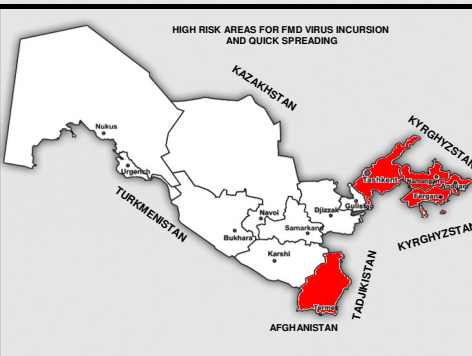 HIGH RISK AREAS FOR FMD VIRUS INCURSION
AND QUICK SPREADING
KAZAKHSTAN
KYRGHYZSTAN
Nukus
Urgench
Tashkent
Namangan
Andijan
Fergana
TURKMENISTAN
Navoi
Djizzak
Gulistan
Bukhara
Samarkand
KYRGHYZSTAN
Karshi
TADJIKISTAN
Termez
AFGHANISTAN